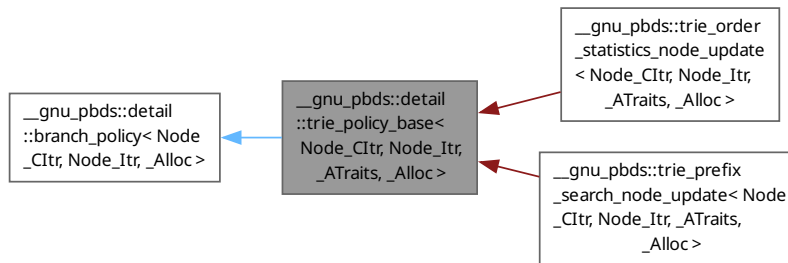 __gnu_pbds::detail
::branch_policy< Node
_CItr, Node_Itr, _Alloc >
__gnu_pbds::detail
::trie_policy_base<
Node_CItr, Node_Itr,
_ATraits, _Alloc >
__gnu_pbds::trie_order
_statistics_node_update
< Node_CItr, Node_Itr,
_ATraits, _Alloc >
__gnu_pbds::trie_prefix
_search_node_update< Node
_CItr, Node_Itr, _ATraits,
_Alloc >